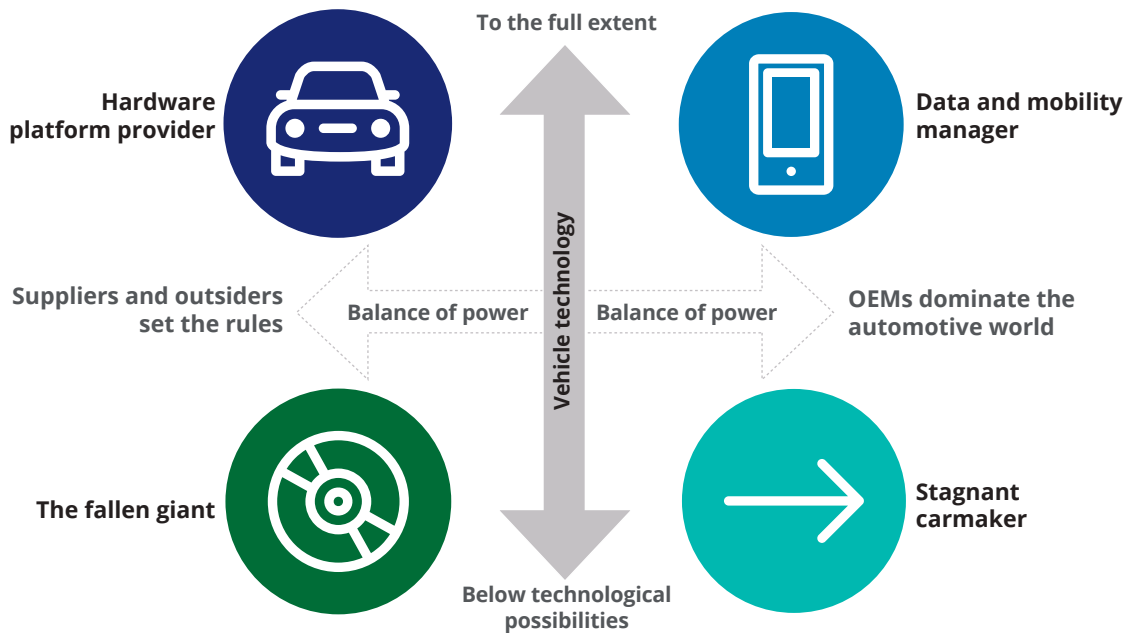 To the full extent
Hardware
platform provider
Data and mobility
manager
Suppliers and outsiders
set the rules
Balance of power
Vehicle technology
Balance of power
OEMs dominate the
automotive world
The fallen giant
Stagnant
carmaker
Below technological
possibilities